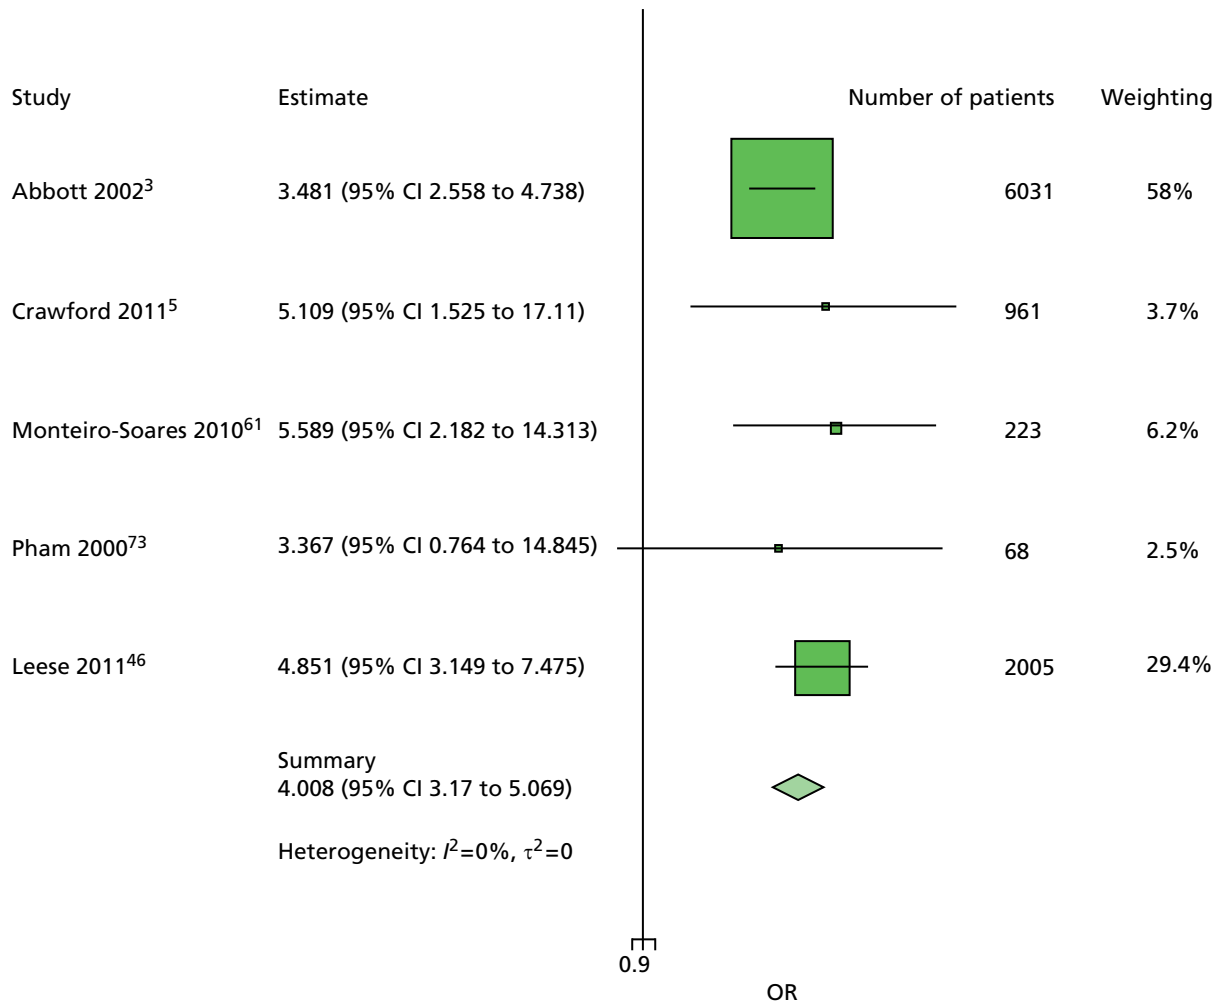 Study Estimate Number of patients Weighting
Abbott 2002³ 3.481 (95% CI 2.558 to 4.738) 6031 58%
Crawford 2011⁵ 5.109 (95% CI 1.525 to 17.11) 961 3.7%
Monteiro-Soares 2010⁶¹ 5.589 (95% CI 2.182 to 14.313) 223 6.2%
Pham 2000⁷³ 3.367 (95% CI 0.764 to 14.845) 68 2.5%
Leese 2011⁴⁶ 4.851 (95% CI 3.149 to 7.475) 2005 29.4%
Summary
4.008 (95% CI 3.17 to 5.069)
Heterogeneity: I²=0%, τ²=0
0.9
OR